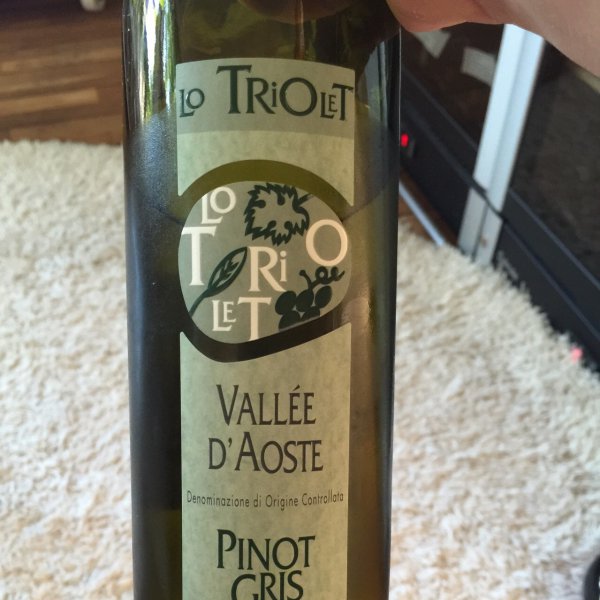 LO TRiOLET
LO
TRiO
LET
VALLÉE
D'AOSTE
Denominazione di Origine Controllata
PINOT
GRIS